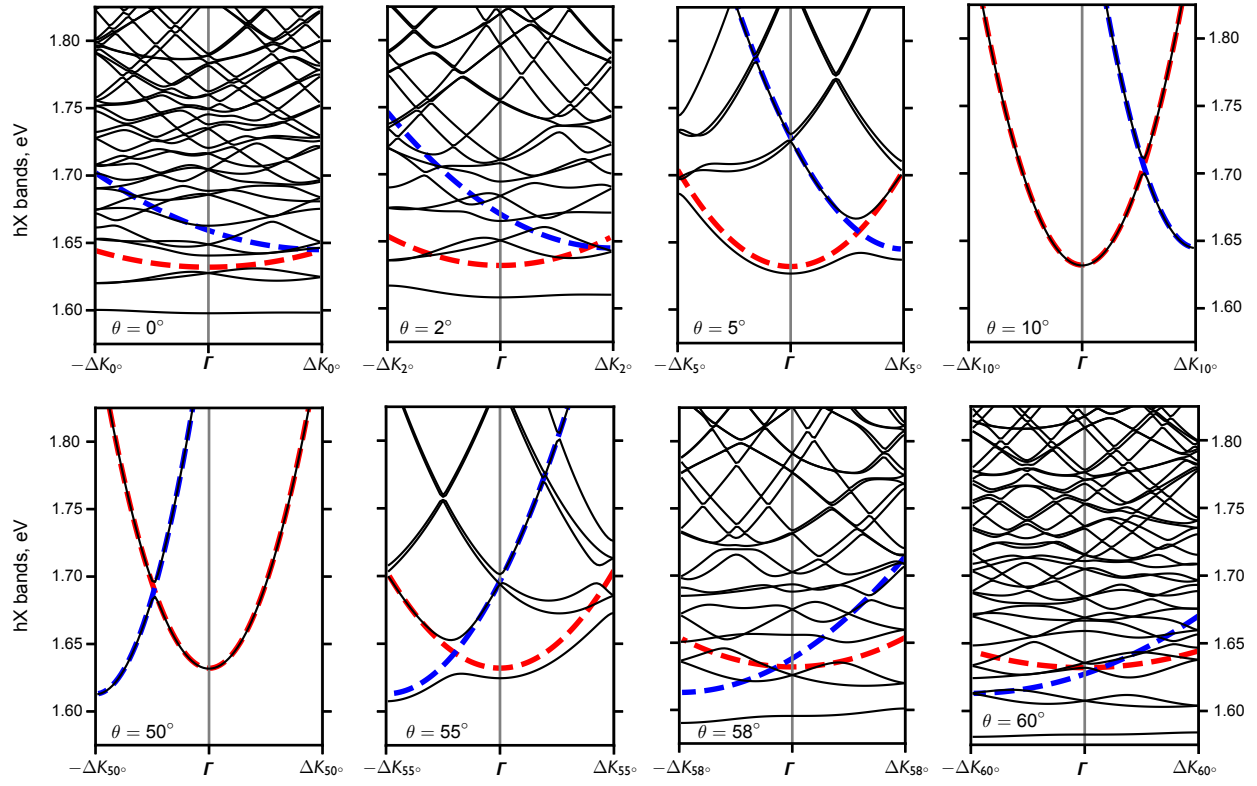 hX bands, eV
1.80
1.75
1.70
1.65
1.60
θ = 0°
−ΔK0° Γ ΔK0°
θ = 2°
−ΔK2° Γ ΔK2°
θ = 5°
−ΔK5° Γ ΔK5°
θ = 10°
−ΔK10° Γ ΔK10°
1.80
1.75
1.70
1.65
1.60
hX bands, eV
1.80
1.75
1.70
1.65
1.60
θ = 50°
−ΔK50° Γ ΔK50°
θ = 55°
−ΔK55° Γ ΔK55°
θ = 58°
−ΔK58° Γ ΔK58°
θ = 60°
−ΔK60° Γ ΔK60°
1.80
1.75
1.70
1.65
1.60